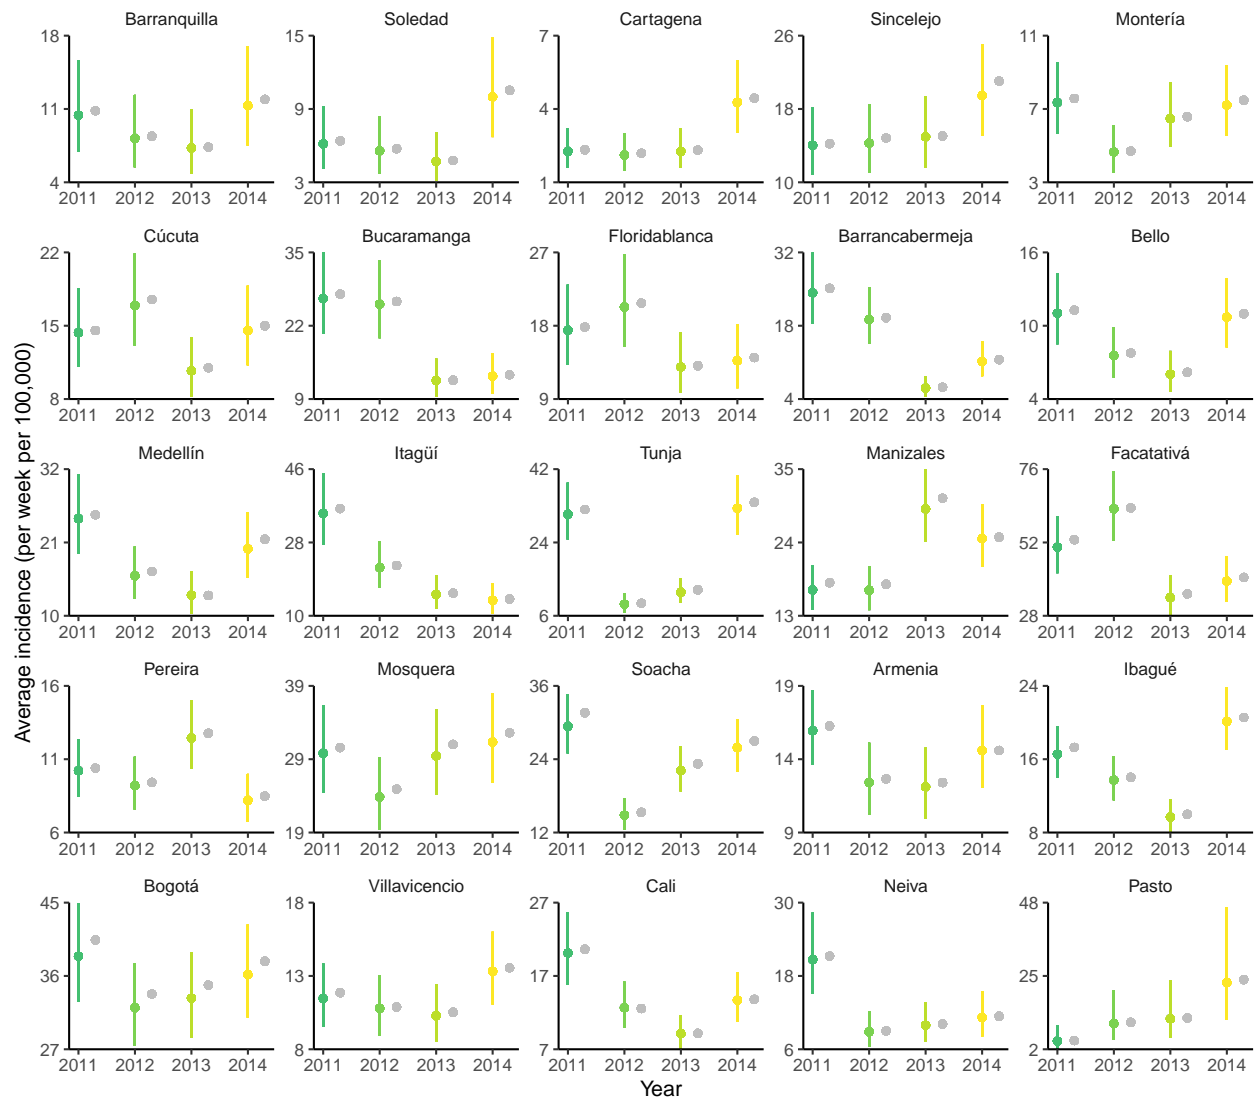 Barranquilla Soledad Cartagena Sincelejo Montería
18 15 7 26 11
11 9 4 18 7
4 3 1 10 3
2011 2012 2013 2014 2011 2012 2013 2014 2011 2012 2013 2014 2011 2012 2013 2014 2011 2012 2013 2014
Cúcuta Bucaramanga Floridablanca Barrancabermeja Bello
22 35 27 32 16
15 22 18 18 10
8 9 9 4 4
2011 2012 2013 2014 2011 2012 2013 2014 2011 2012 2013 2014 2011 2012 2013 2014 2011 2012 2013 2014
Medellín Itagüí Tunja Manizales Facatativá
32 46 42 35 76
21 28 24 24 52
10 10 6 13 28
2011 2012 2013 2014 2011 2012 2013 2014 2011 2012 2013 2014 2011 2012 2013 2014 2011 2012 2013 2014
Pereira Mosquera Soacha Armenia Ibagué
16 39 36 19 24
11 29 24 14 16
6 19 12 9 8
2011 2012 2013 2014 2011 2012 2013 2014 2011 2012 2013 2014 2011 2012 2013 2014 2011 2012 2013 2014
Bogotá Villavicencio Cali Neiva Pasto
45 18 27 30 48
36 13 17 18 25
27 8 7 6 2
2011 2012 2013 2014 2011 2012 2013 2014 2011 2012 2013 2014 2011 2012 2013 2014 2011 2012 2013 2014
Year
Average incidence (per week per 100,000)